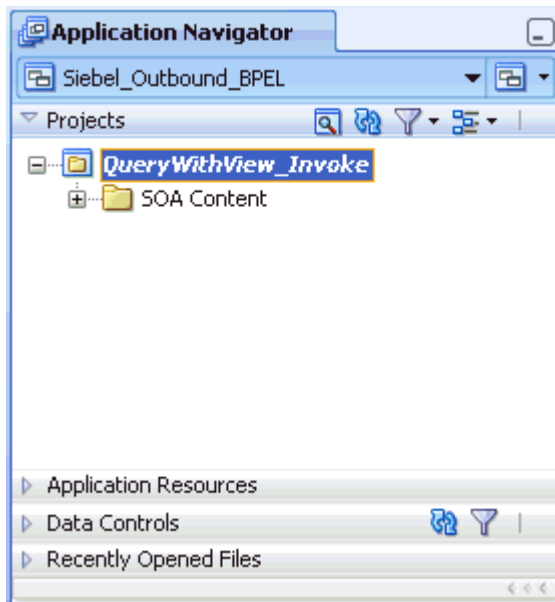 Application Navigator
Siebel_Outbound_BPEL
Projects
QueryWithView_Invoke
SOA Content
Application Resources
Data Controls
Recently Opened Files